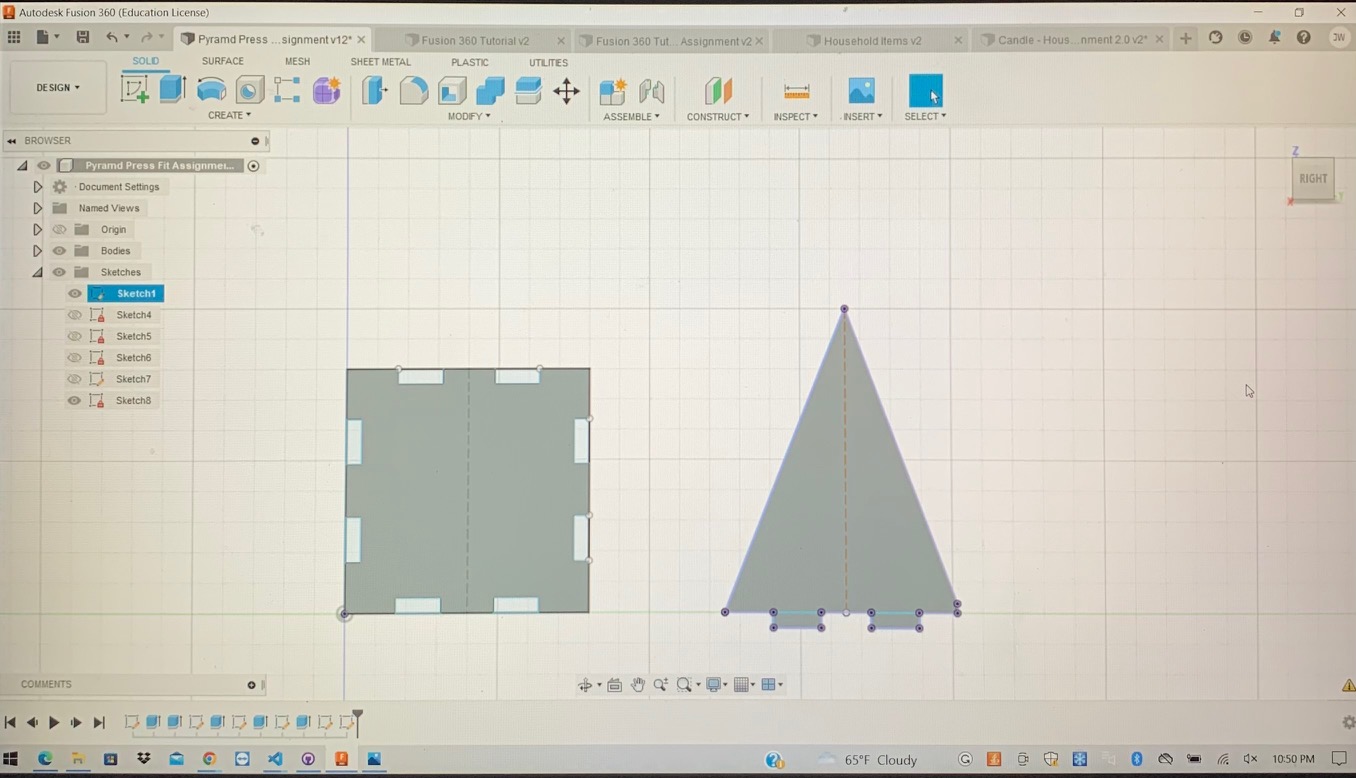 Autodesk Fusion 360 (Education License)
Pyramd Press ...signment v12*
Fusion 360 Tutorial v2
Fusion 360 Tut... Assignment v2
Household Items v2
Candle - Hous...nment 2.0 v2*
JW
SOLID
SURFACE
MESH
SHEET METAL
PLASTIC
UTILITIES
DESIGN
CREATE
MODIFY
ASSEMBLE
CONSTRUCT
INSPECT
INSERT
SELECT
BROWSER
Pyramd Press Fit Assignmei...
Document Settings
Named Views
Origin
Bodies
Sketches
Sketch1
Sketch4
Sketch5
Sketch6
Sketch7
Sketch8
Z
RIGHT
X
Y
COMMENTS
65°F Cloudy
10:50 PM